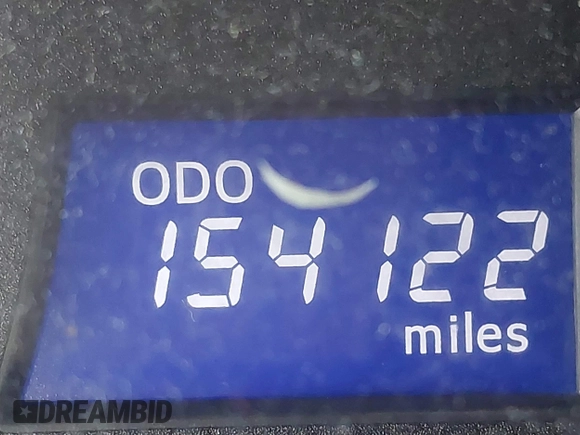 ODO
154122
miles
DREAMBID